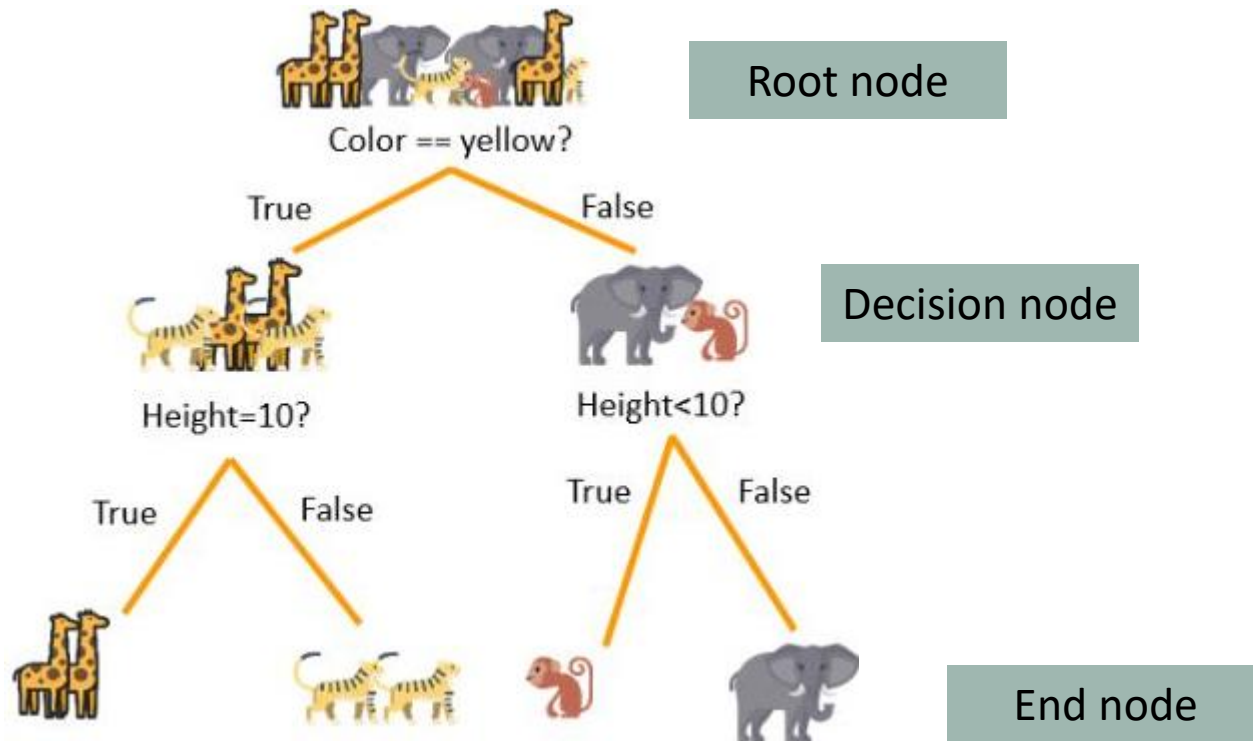 Root node
Color == yellow?
True
False
Decision node
Height=10?
Height<10?
True
False
True
False
End node